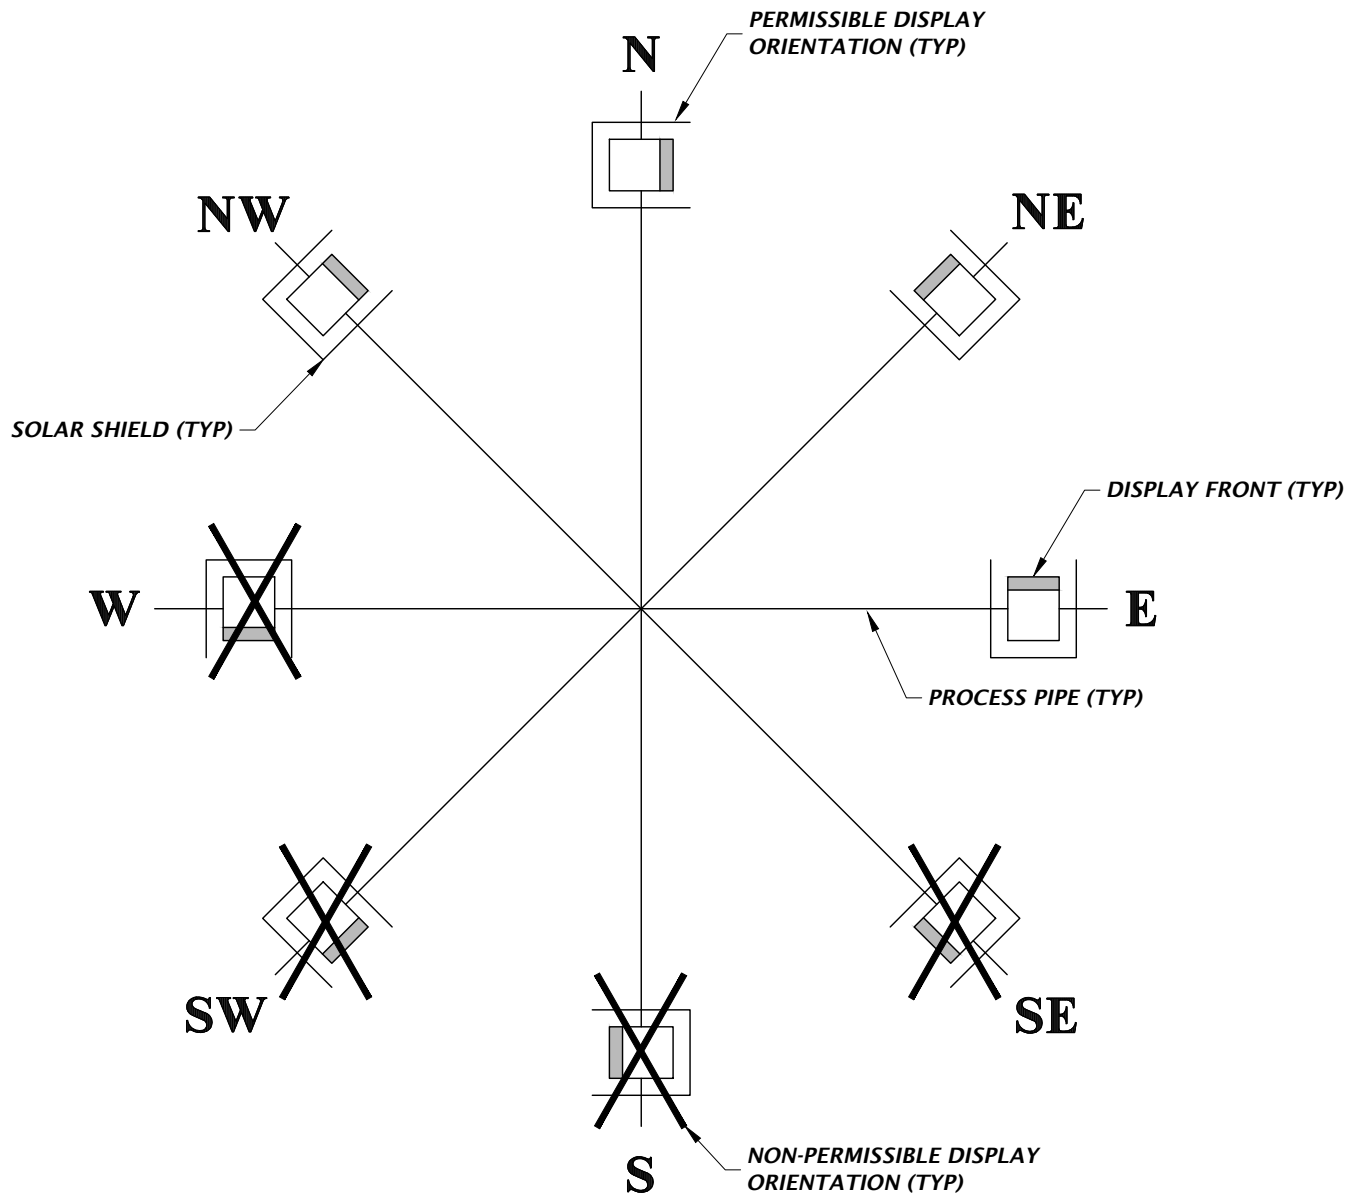 PERMISSIBLE DISPLAY
ORIENTATION (TYP)
N
NW
NE
SOLAR SHIELD (TYP)
DISPLAY FRONT (TYP)
W
E
PROCESS PIPE (TYP)
SW
SE
S
NON-PERMISSIBLE DISPLAY
ORIENTATION (TYP)